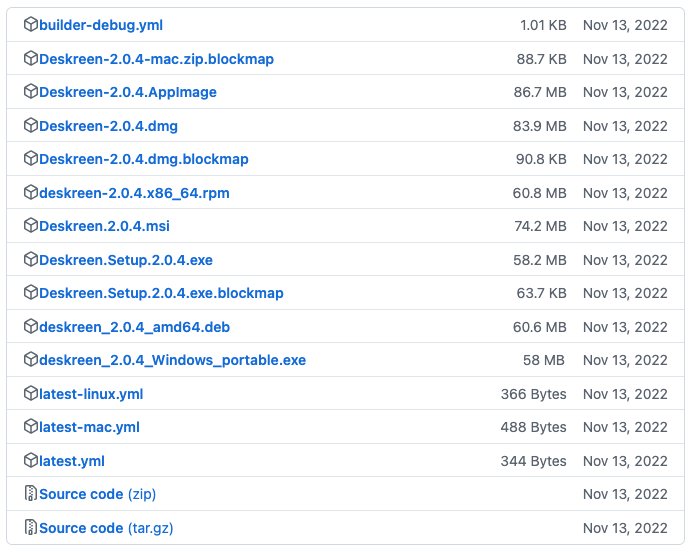 builder-debug.yml 1.01 KB Nov 13, 2022
Deskreen-2.0.4-mac.zip.blockmap 88.7 KB Nov 13, 2022
Deskreen-2.0.4.AppImage 86.7 MB Nov 13, 2022
Deskreen-2.0.4.dmg 83.9 MB Nov 13, 2022
Deskreen-2.0.4.dmg.blockmap 90.8 KB Nov 13, 2022
deskreen-2.0.4.x86_64.rpm 60.8 MB Nov 13, 2022
Deskreen.2.0.4.msi 74.2 MB Nov 13, 2022
Deskreen.Setup.2.0.4.exe 58.2 MB Nov 13, 2022
Deskreen.Setup.2.0.4.exe.blockmap 63.7 KB Nov 13, 2022
deskreen_2.0.4_amd64.deb 60.6 MB Nov 13, 2022
deskreen_2.0.4_Windows_portable.exe 58 MB Nov 13, 2022
latest-linux.yml 366 Bytes Nov 13, 2022
latest-mac.yml 488 Bytes Nov 13, 2022
latest.yml 344 Bytes Nov 13, 2022
Source code (zip) Nov 13, 2022
Source code (tar.gz) Nov 13, 2022